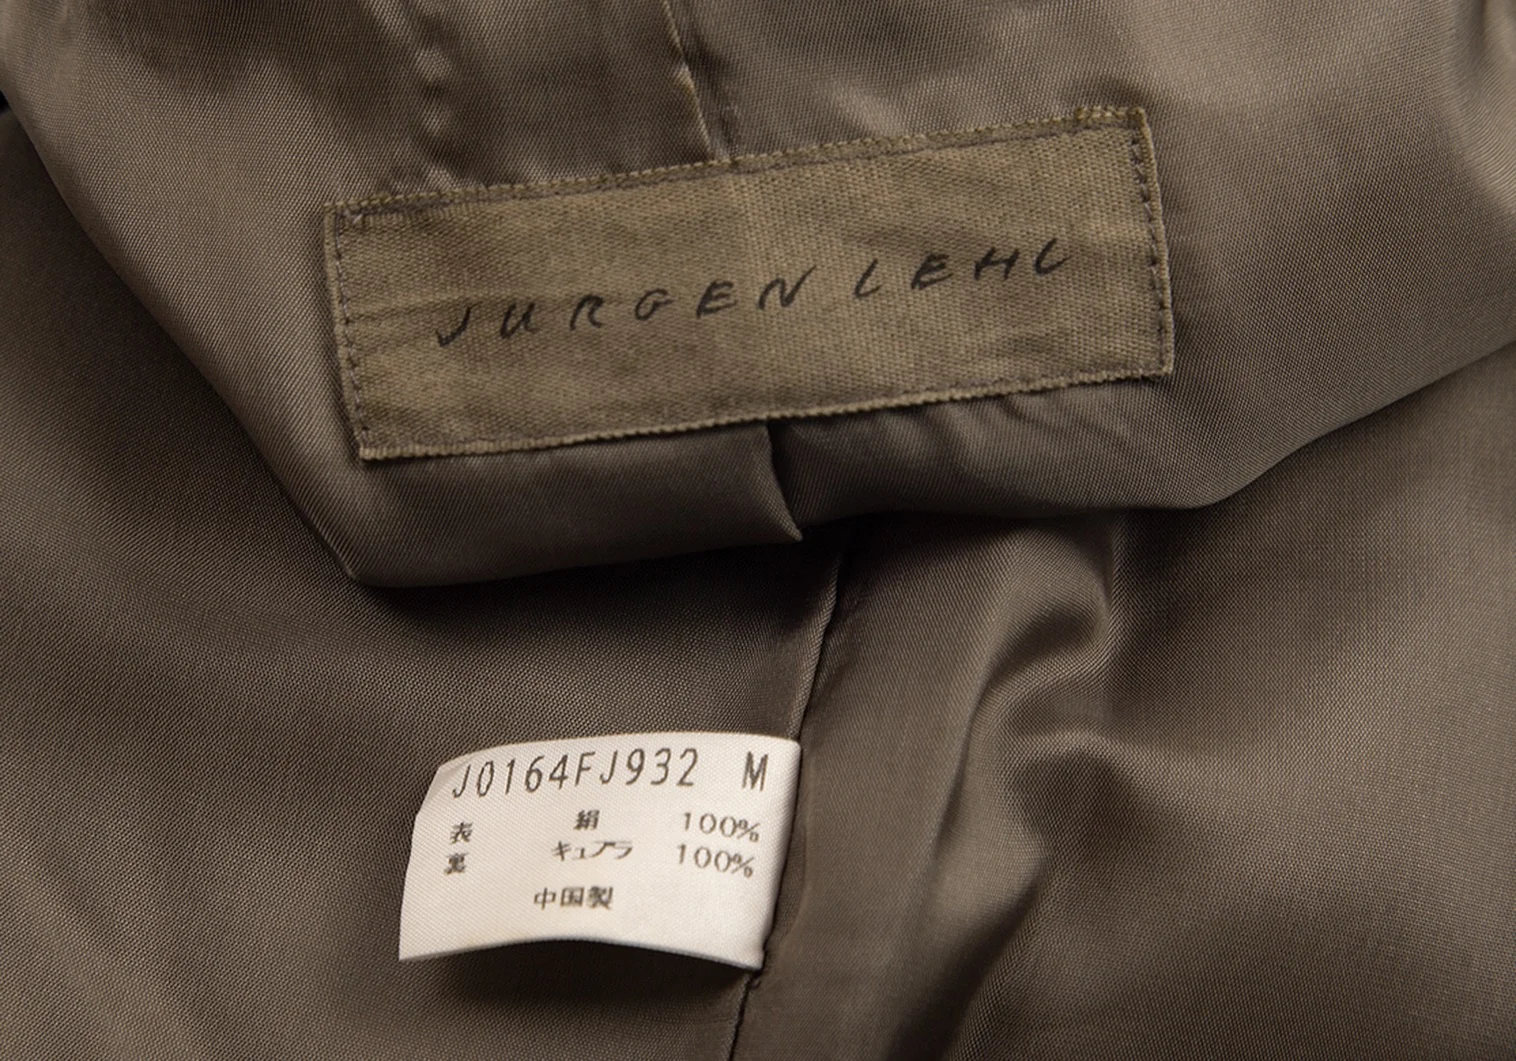 JURGEN LEHL
J0164FJ932 M
表 絹 100%
裏 キュプラ 100%
中国製